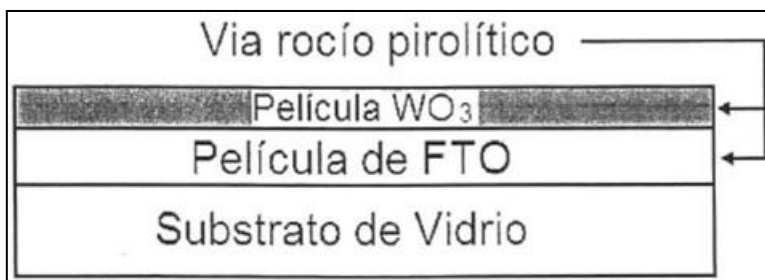 Via rocío pirolítico
Película WO₃
Película de FTO
Substrato de Vidrio